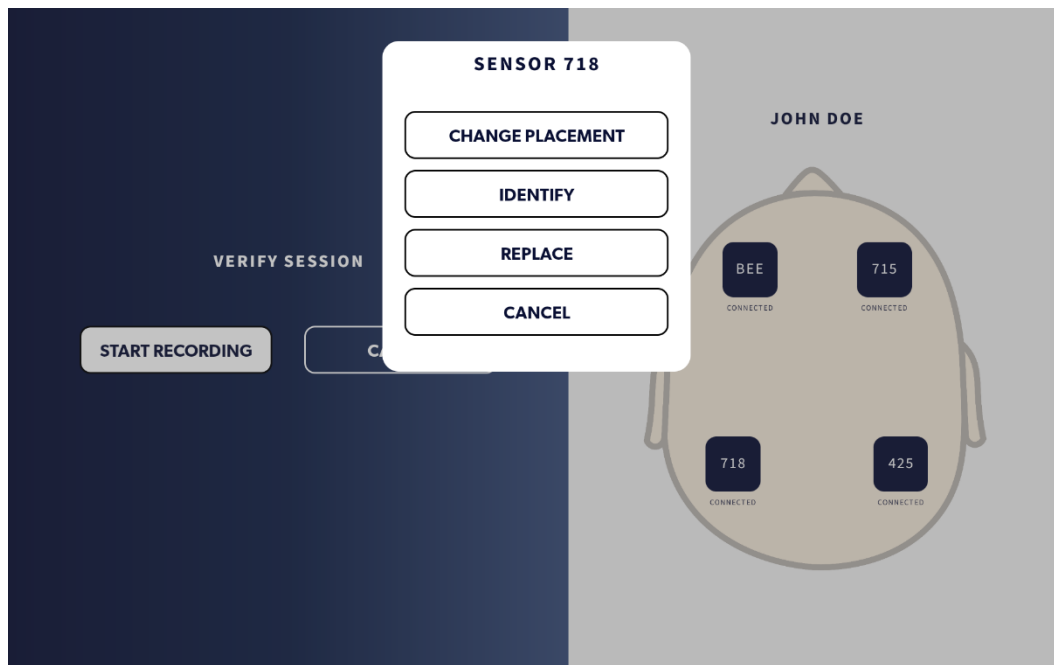 SENSOR 718
CHANGE PLACEMENT
IDENTIFY
REPLACE
CANCEL
VERIFY SESSION
START RECORDING
JOHN DOE
BEE
CONNECTED
715
CONNECTED
718
CONNECTED
425
CONNECTED